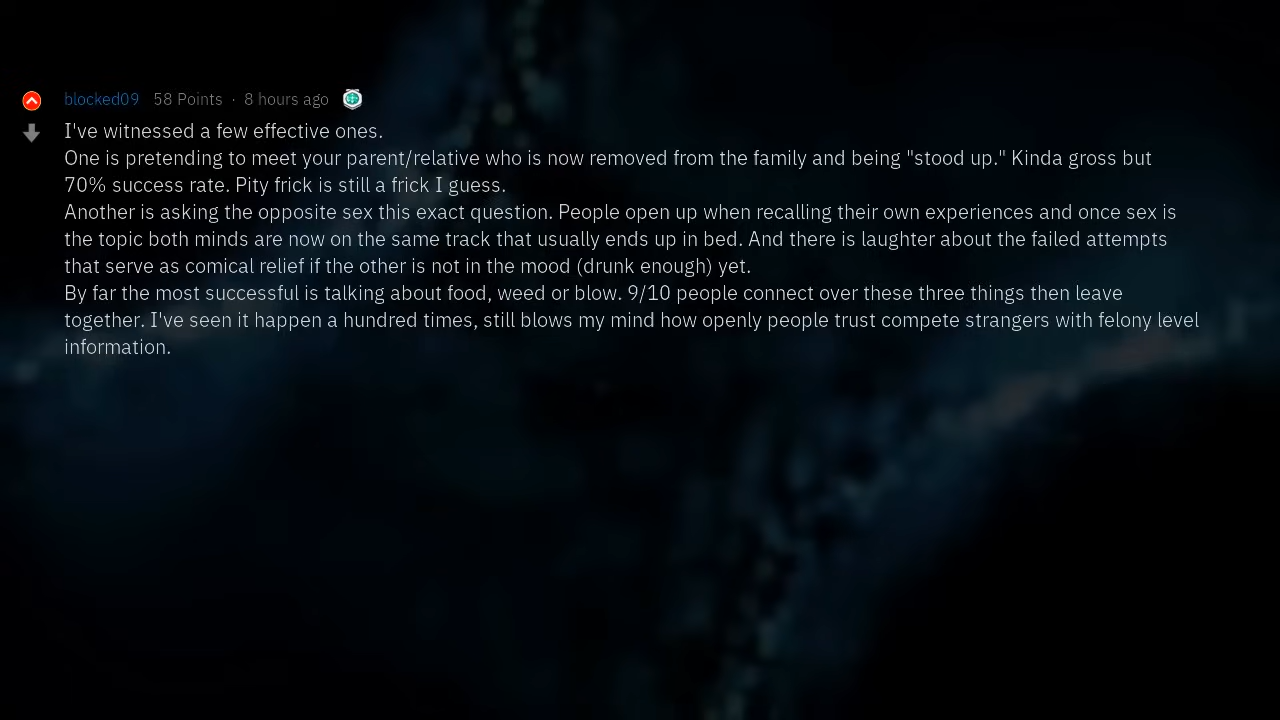 blocked09 58 Points · 8 hours ago
I've witnessed a few effective ones.
One is pretending to meet your parent/relative who is now removed from the family and being "stood up." Kinda gross but
70% success rate. Pity frick is still a frick I guess.
Another is asking the opposite sex this exact question. People open up when recalling their own experiences and once sex is
the topic both minds are now on the same track that usually ends up in bed. And there is laughter about the failed attempts
that serve as comical relief if the other is not in the mood (drunk enough) yet.
By far the most successful is talking about food, weed or blow. 9/10 people connect over these three things then leave
together. I've seen it happen a hundred times, still blows my mind how openly people trust compete strangers with felony level
information.